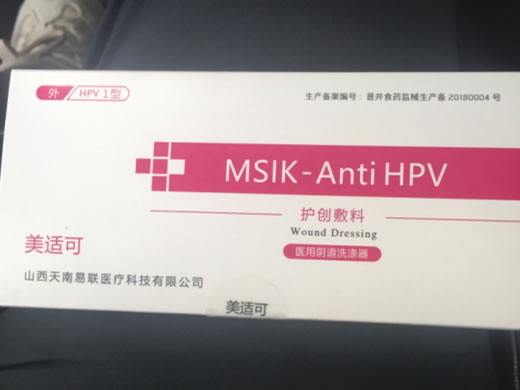 外 HPV 1型
生产备案编号：晋井食药监械生产备 20180004 号
MSIK-Anti HPV
护创敷料
Wound Dressing
医用阴道洗涤器
美适可
山西天南易联医疗科技有限公司
美适可